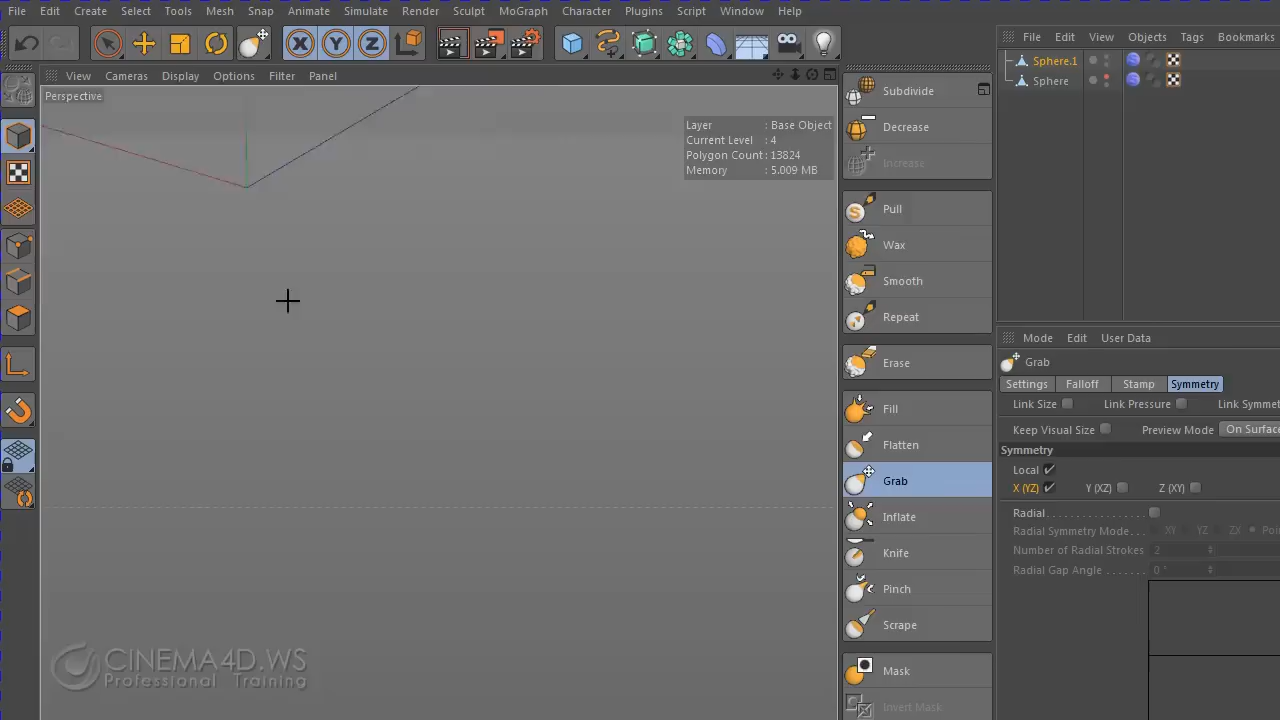 File Edit Create Select Tools Mesh Snap Animate Simulate Render Sculpt MoGraph Character Plugins Script Window Help
File Edit View Objects Tags Bookmarks
View Cameras Display Options Filter Panel
Perspective
Layer : Base Object
Current Level : 4
Polygon Count : 13824
Memory : 5.009 MB
Subdivide
Decrease
Increase
Pull
Wax
Smooth
Repeat
Erase
Fill
Flatten
Grab
Inflate
Knife
Pinch
Scrape
Mask
Invert Mask
Sphere.1
Sphere
Mode Edit User Data
Grab
Settings Falloff Stamp Symmetry
Link Size Link Pressure Link Symmet
Keep Visual Size Preview Mode On Surface
Symmetry
Local
X (YZ) Y (XZ) Z (XY)
Radial
Radial Symmetry Mode XY YZ ZX Poi
Number of Radial Strokes 2
Radial Gap Angle 0 °
CINEMA4D.WS
Professional Training
X Y Z